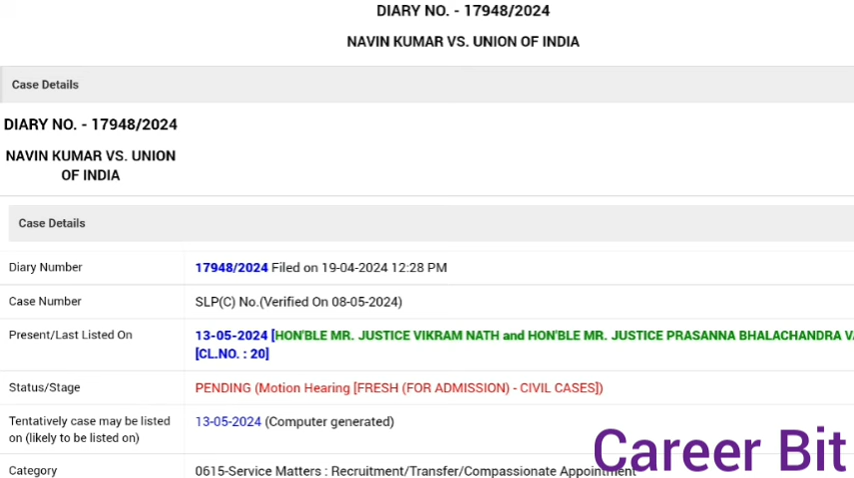 DIARY NO. - 17948/2024
NAVIN KUMAR VS. UNION OF INDIA
Case Details
DIARY NO. - 17948/2024
NAVIN KUMAR VS. UNION
OF INDIA
Case Details
Diary Number 17948/2024 Filed on 19-04-2024 12:28 PM
Case Number SLP(C) No.(Verified On 08-05-2024)
Present/Last Listed On 13-05-2024 [HON'BLE MR. JUSTICE VIKRAM NATH and HON'BLE MR. JUSTICE PRASANNA BHALACHANDRA
[CL.NO. : 20]
Status/Stage PENDING (Motion Hearing [FRESH (FOR ADMISSION) - CIVIL CASES])
Tentatively case may be listed
on (likely to be listed on) 13-05-2024 (Computer generated)
Category 0615-Service Matters : Recruitment/Transfer/Compassionate Appointment
Career Bit